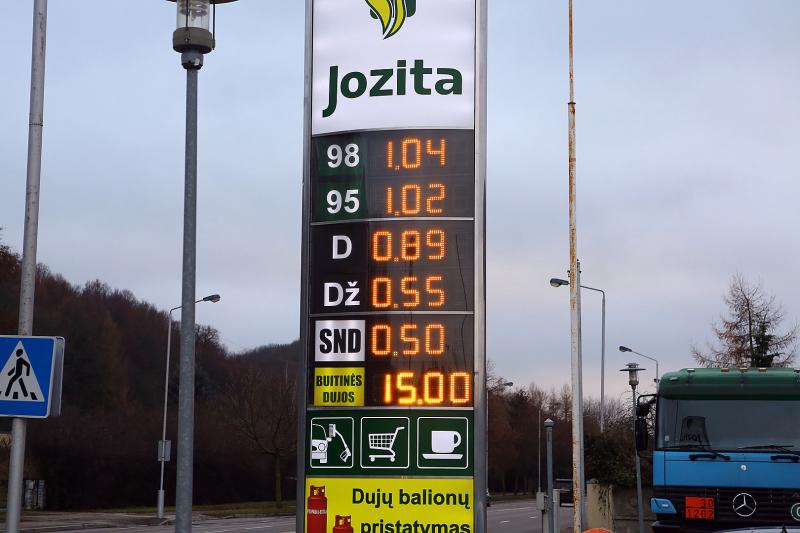 Jozita
98 1.04
95 1.02
D 0.89
Dž 0.55
SND 0.50
BUITINĖS
DUJOS
15.00
Dujų balionų
pristatymas
30
1202